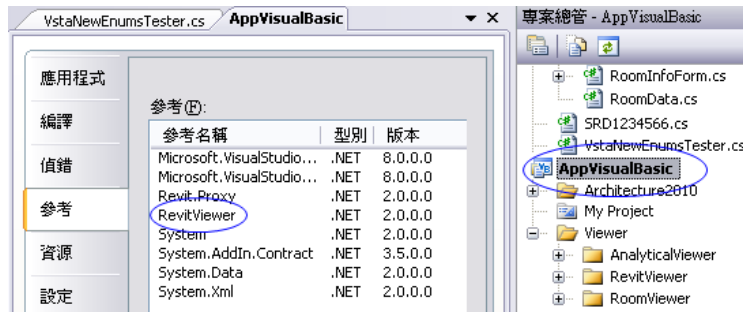 VstaNewEnumsTester.cs AppVisualBasic
應用程式
編譯
偵錯
參考
資源
設定
參考(F):
參考名稱 型別 版本
Microsoft.VisualStudio... .NET 8.0.0.0
Microsoft.VisualStudio... .NET 8.0.0.0
Revit.Proxy .NET 2.0.0.0
RevitViewer .NET 2.0.0.0
System .NET 2.0.0.0
System.AddIn.Contract .NET 3.5.0.0
System.Data .NET 2.0.0.0
System.Xml .NET 2.0.0.0
專案總管 - AppVisualBasic
RoomInfoForm.cs
RoomData.cs
SRD1234566.cs
VstaNewEnumsTester.cs
AppVisualBasic
Architecture2010
My Project
Viewer
AnalyticalViewer
RevitViewer
RoomViewer